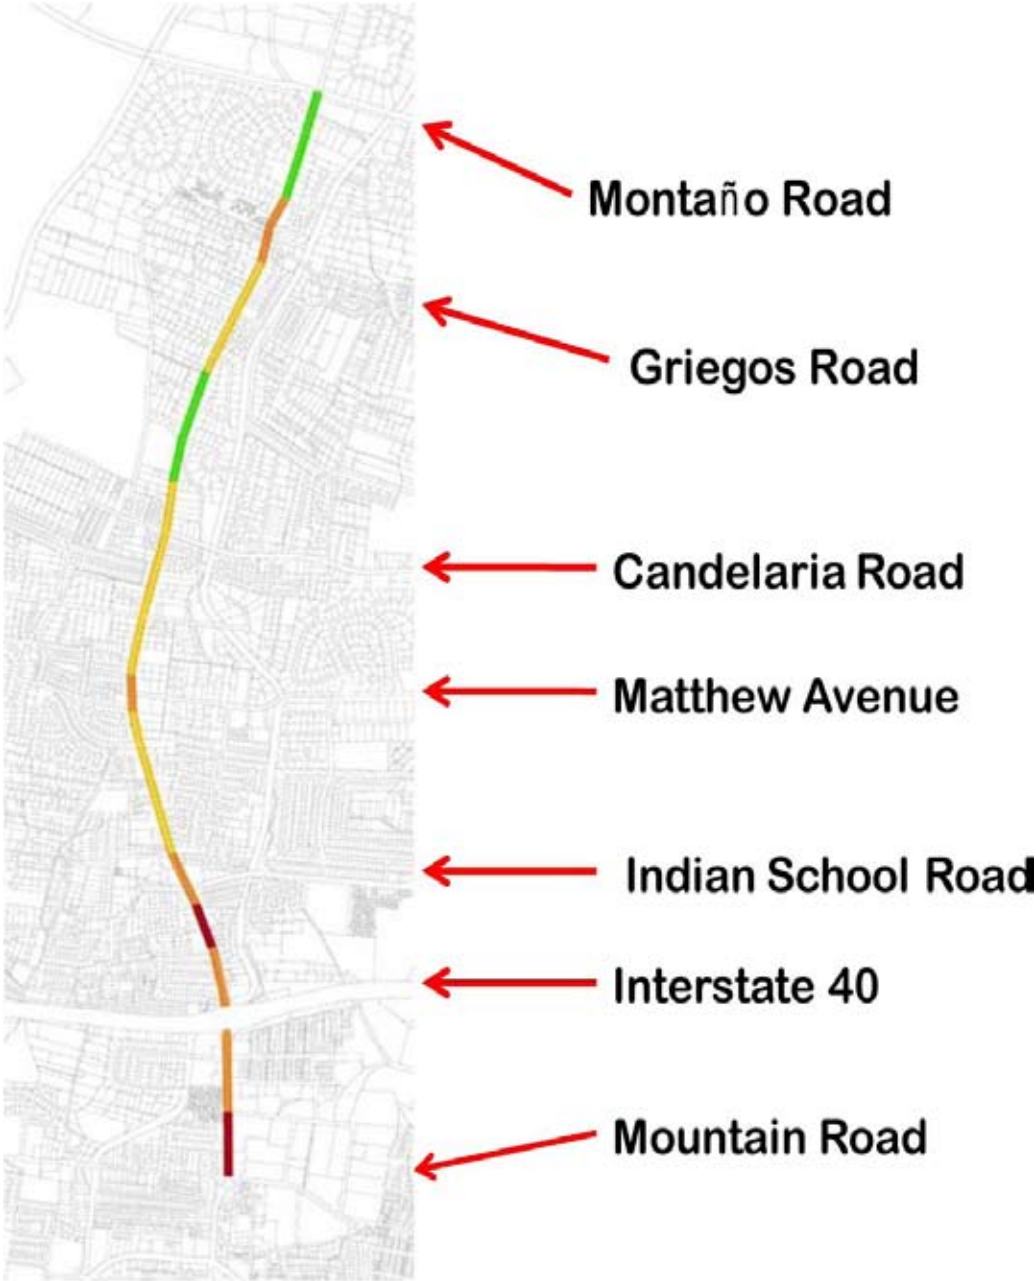 Montaño Road
Griegos Road
Candelaria Road
Matthew Avenue
Indian School Road
Interstate 40
Mountain Road